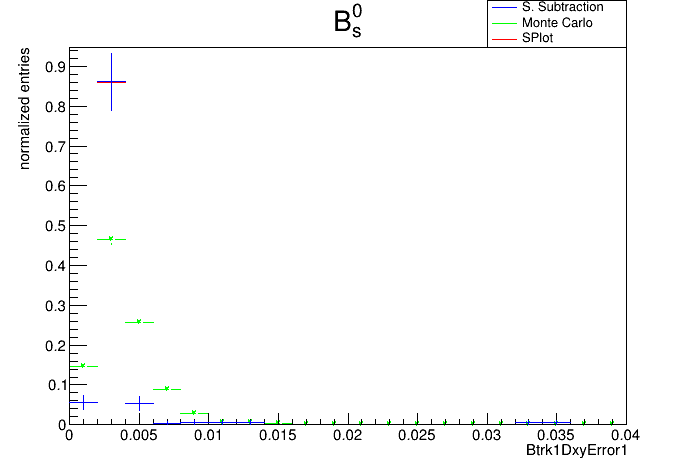 B⁰ₛ
S. Subtraction
Monte Carlo
SPlot
normalized entries
0.9
0.8
0.7
0.6
0.5
0.4
0.3
0.2
0.1
0
0 0.005 0.01 0.015 0.02 0.025 0.03 0.035 0.04
Btrk1DxyError1